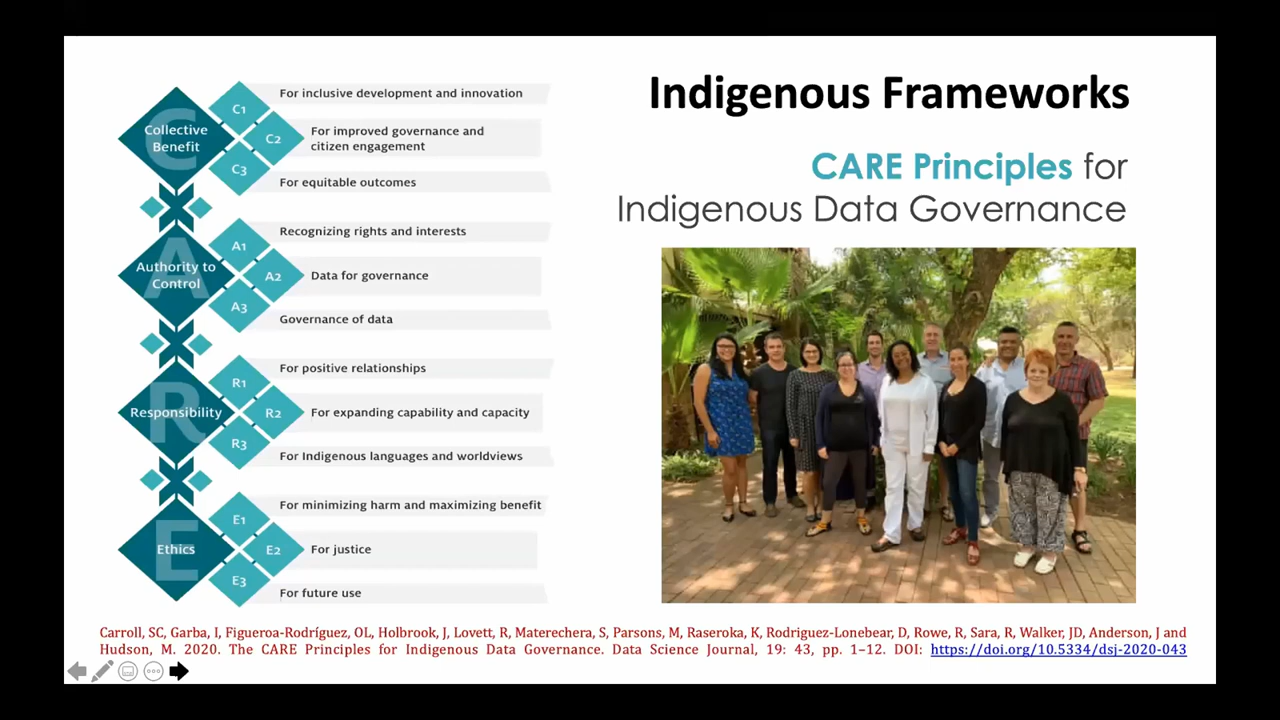 Indigenous Frameworks
CARE Principles for
Indigenous Data Governance
C
Collective
Benefit
C1
For inclusive development and innovation
C2
For improved governance and
citizen engagement
C3
For equitable outcomes
A
Authority to
Control
A1
Recognizing rights and interests
A2
Data for governance
A3
Governance of data
R
Responsibility
R1
For positive relationships
R2
For expanding capability and capacity
R3
For Indigenous languages and worldviews
E
Ethics
E1
For minimizing harm and maximizing benefit
E2
For justice
E3
For future use
Carroll, SC, Garba, I, Figueroa-Rodríguez, OL, Holbrook, J, Lovett, R, Materechera, S, Parsons, M, Raseroka, K, Rodriguez-Lonebear, D, Rowe, R, Sara, R, Walker, JD, Anderson, J and
Hudson, M. 2020. The CARE Principles for Indigenous Data Governance. Data Science Journal, 19: 43, pp. 1–12. DOI: https://doi.org/10.5334/dsj-2020-043